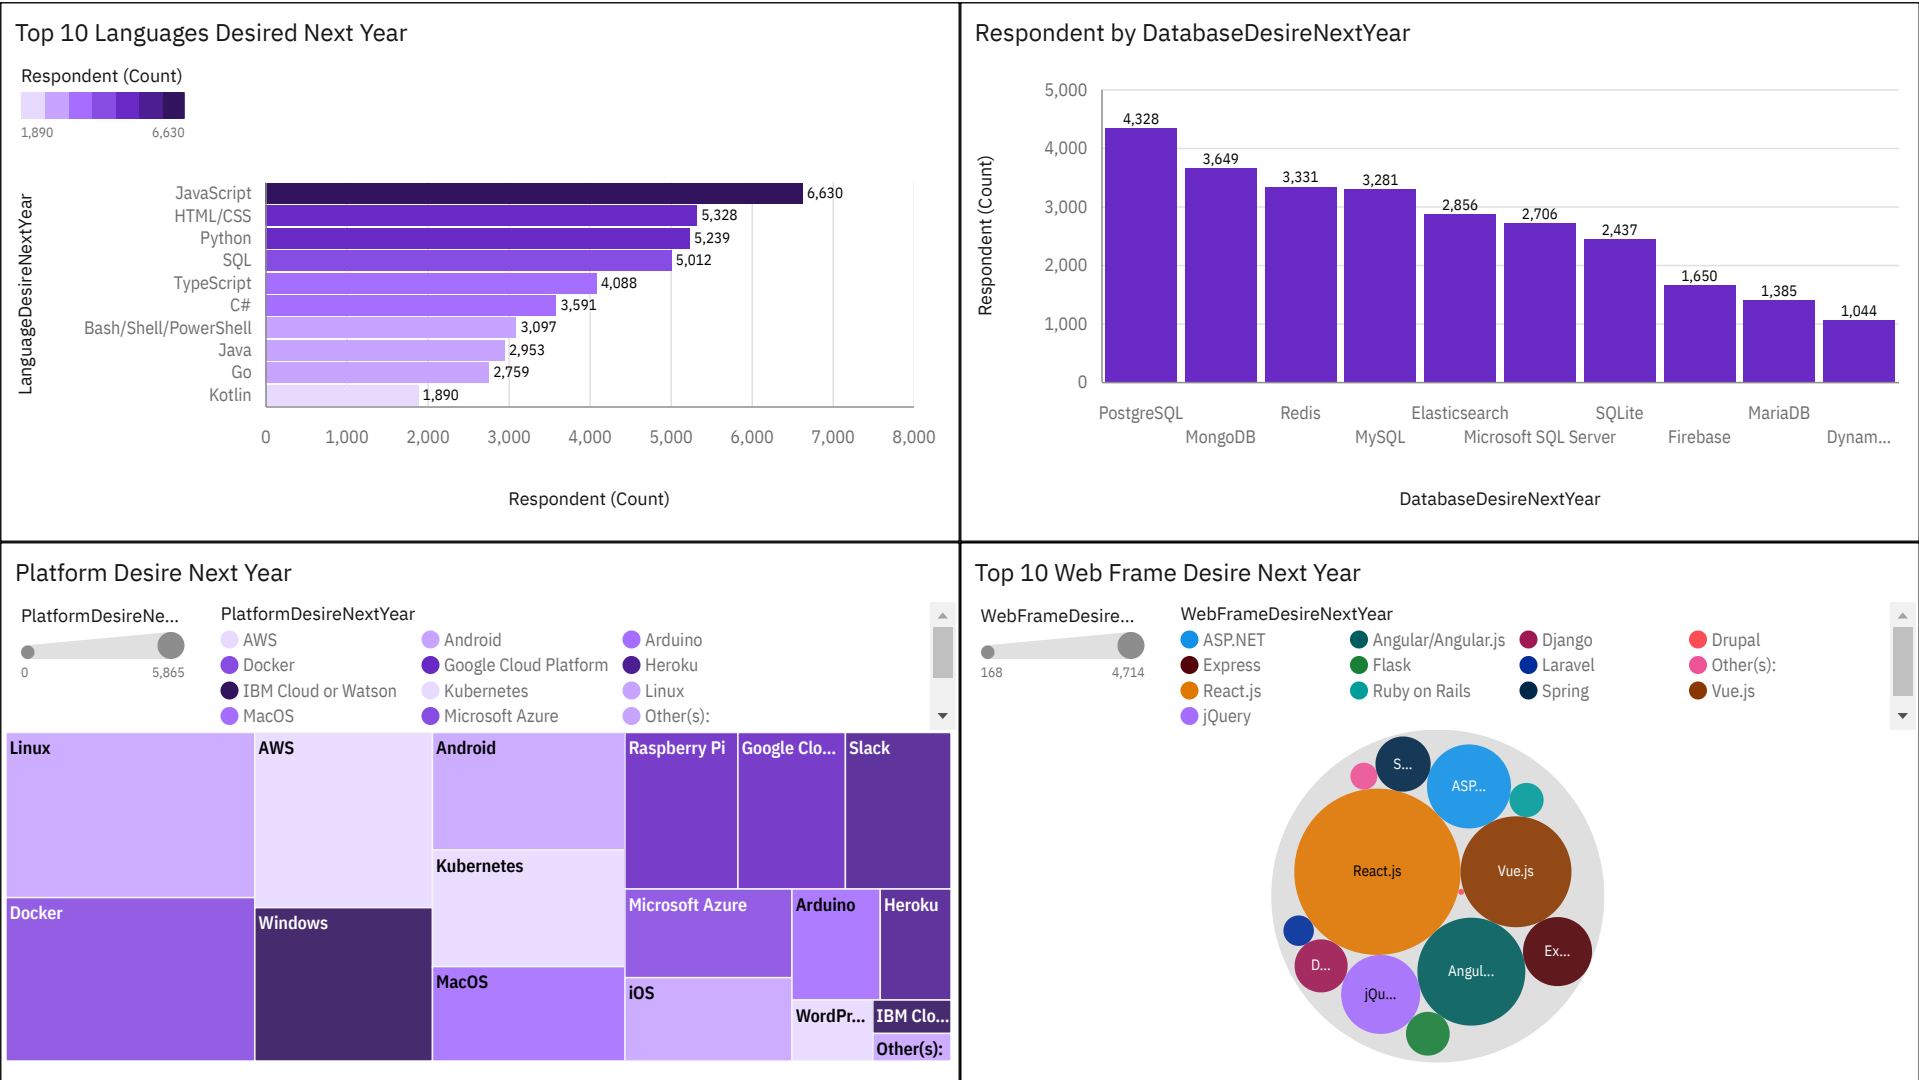 Top 10 Languages Desired Next Year
Respondent (Count)
1,890 6,630
LanguageDesireNextYear
JavaScript 6,630
HTML/CSS 5,328
Python 5,239
SQL 5,012
TypeScript 4,088
C# 3,591
Bash/Shell/PowerShell 3,097
Java 2,953
Go 2,759
Kotlin 1,890
0 1,000 2,000 3,000 4,000 5,000 6,000 7,000 8,000
Respondent (Count)
Respondent by DatabaseDesireNextYear
Respondent (Count)
5,000
4,000
3,000
2,000
1,000
0
4,328 3,649 3,331 3,281 2,856 2,706 2,437 1,650 1,385 1,044
PostgreSQL Redis Elasticsearch SQLite MariaDB
MongoDB MySQL Microsoft SQL Server Firebase Dynam...
DatabaseDesireNextYear
Platform Desire Next Year
PlatformDesireNe...
0 5,865
PlatformDesireNextYear
AWS Android Arduino
Docker Google Cloud Platform Heroku
IBM Cloud or Watson Kubernetes Linux
MacOS Microsoft Azure Other(s):
Linux AWS Android Raspberry Pi Google Clo... Slack
Kubernetes
Microsoft Azure Arduino Heroku
Docker Windows
MacOS iOS
WordPr... IBM Clo...
Other(s):
Top 10 Web Frame Desire Next Year
WebFrameDesire...
168 4,714
WebFrameDesireNextYear
ASP.NET Angular/Angular.js Django Drupal
Express Flask Laravel Other(s):
React.js Ruby on Rails Spring Vue.js
jQuery
S...
ASP...
React.js Vue.js
Ex...
D... Angul...
jQu...